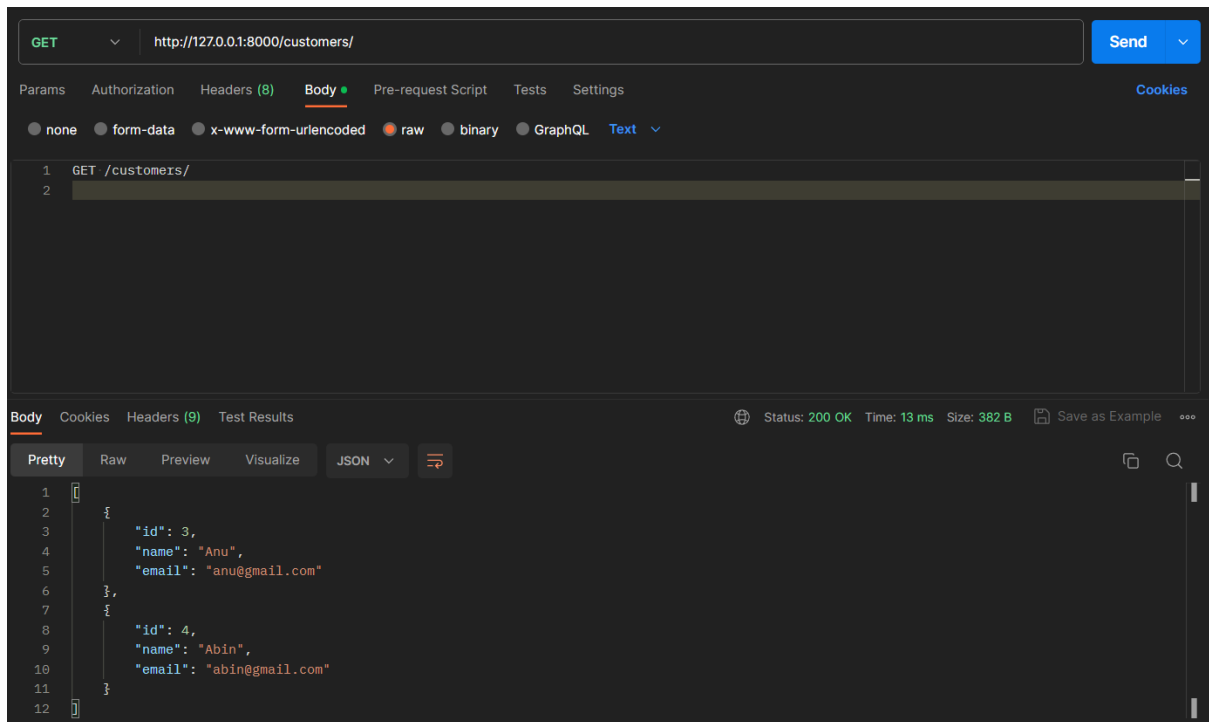 GET http://127.0.0.1:8000/customers/ Send
Params Authorization Headers (8) Body Pre-request Script Tests Settings Cookies
none form-data x-www-form-urlencoded raw binary GraphQL Text
1 GET /customers/
2
Body Cookies Headers (9) Test Results Status: 200 OK Time: 13 ms Size: 382 B Save as Example
Pretty Raw Preview Visualize JSON
1 [
2 {
3 "id": 3,
4 "name": "Anu",
5 "email": "anu@gmail.com"
6 },
7 {
8 "id": 4,
9 "name": "Abin",
10 "email": "abin@gmail.com"
11 }
12 ]